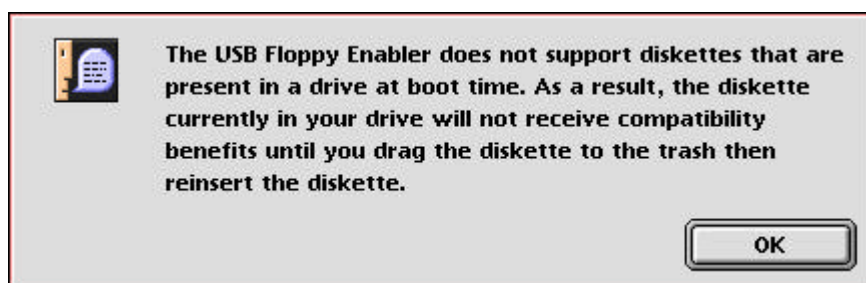 The USB Floppy Enabler does not support diskettes that are
present in a drive at boot time. As a result, the diskette
currently in your drive will not receive compatibility
benefits until you drag the diskette to the trash then
reinsert the diskette.
OK